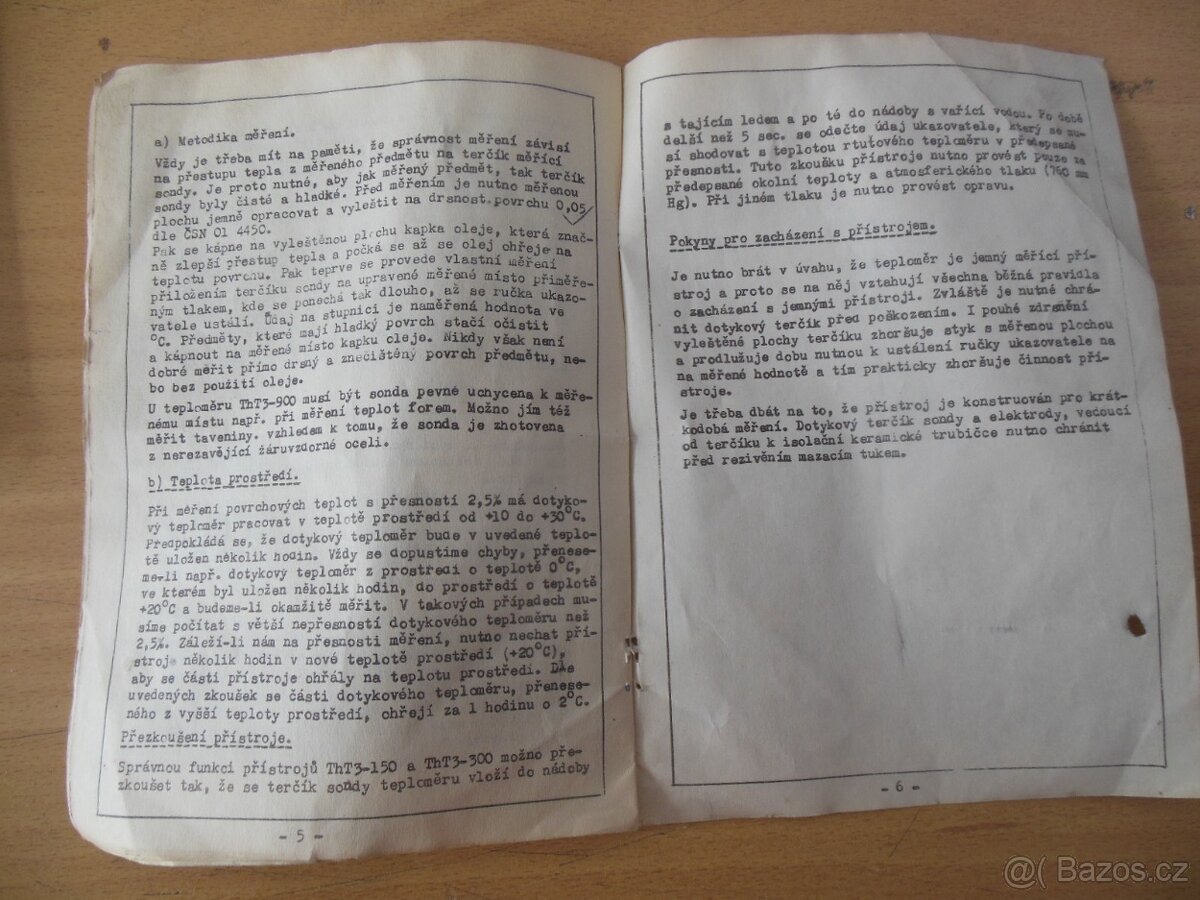 a) Metodika měření.
Vždy je třeba mít na paměti, že správnost měření závisí
na přestupu tepla z měřeného předmětu na terčík měřící
sondy. Je proto nutné, aby jak měřený předmět, tak terčík
sondy byly čisté a hladké. Před měřením je nutno měřenou
plochu jemně opracovat a vyleštit na drsnost povrchu 0,05
dle ČSN 01 4450.
Pak se kápne na vyleštěnou plochu kapka oleje, která znač-
ně zlepší přestup tepla a počká se až se olej ohřeje na
teplotu povrchu. Pak teprve se provede vlastní měření
přiložením terčíku sondy na upravené měřené místo přiměře-
ným tlakem, kde se ponechá tak dlouho, až se ručka ukazo-
vatele ustálí. Údaj na stupnici je naměřená hodnota ve
°C. Předměty, které mají hladký povrch stačí očistit
a kápnout na měřené místo kapku oleje. Nikdy však není
dobré měřit přímo drsný a znečištěný povrch předmětu, ne-
bo bez použití oleje.
U teploměru ThT3-900 musí být sonda pevně uchycena k měře-
nému místu např. při měření teplot forem. Možno jím též
měřit taveniny. vzhledem k tomu, že sonda je zhotovena
z nerezavějící žáruvzdorné oceli.
b) Teplota prostředí.
Při měření povrchových teplot s přesností 2,5% má dotyko-
vý teploměr pracovat v teplotě prostředí od +10 do +30°C.
Předpokládá se, že dotykový teploměr bude v uvedené teplo-
tě uložen několik hodin. Vždy se dopustíme chyby, přenese-
me-li např. dotykový teploměr z prostředí o teplotě 0°C,
ve kterém byl uložen několik hodin, do prostředí o teplotě
+20°C a budeme-li okamžitě měřit. V takových případech mu-
síme počítat s větší nepřesností dotykového teploměru než
2,5%. Záleží-li nám na přesnosti měření, nutno nechat pří-
stroj několik hodin v nové teplotě prostředí (+20°C),
aby se části přístroje ohřály na teplotu prostředí. Dle
uvedených zkoušek se části dotykového teploměru, přenese-
ného z vyšší teploty prostředí, ohřejí za 1 hodinu o 2°C.
Přezkoušení přístroje.
Správnou funkci přístrojů ThT3-150 a ThT3-300 možno pře-
zkoušet tak, že se terčík sondy teploměru vloží do nádoby
- 5 -
s tajícím ledem a po té do nádoby s vařící vodou. Po době
delší než 5 sec. se odečte údaj ukazovatele, který se mu-
sí shodovat s teplotou rtuťového teploměru v předepsané
přesnosti. Tuto zkoušku přístroje nutno provést pouze za
předepsané okolní teploty a atmosferického tlaku (760 mm
Hg). Při jiném tlaku je nutno provést opravu.
Pokyny pro zacházení s přístrojem.
Je nutno brát v úvahu, že teploměr je jemný měřící pří-
stroj a proto se na něj vztahují všechna běžná pravidla
o zacházení s jemnými přístroji. Zvláště je nutné chrá-
nit dotykový terčík před poškozením. I pouhé zdrsnění
vyleštěné plochy terčíku zhoršuje styk s měřenou plochou
a prodlužuje dobu nutnou k ustálení ručky ukazovatele na
na měřené hodnotě a tím prakticky zhoršuje činnost pří-
stroje.
Je třeba dbát na to, že přístroj je konstruován pro krát-
kodobá měření. Dotykový terčík sondy a elektrody, vedoucí
od terčíku k isolační keramické trubičce nutno chránit
před rezivěním mazacím tukem.
- 6 -
@( Bazos.cz